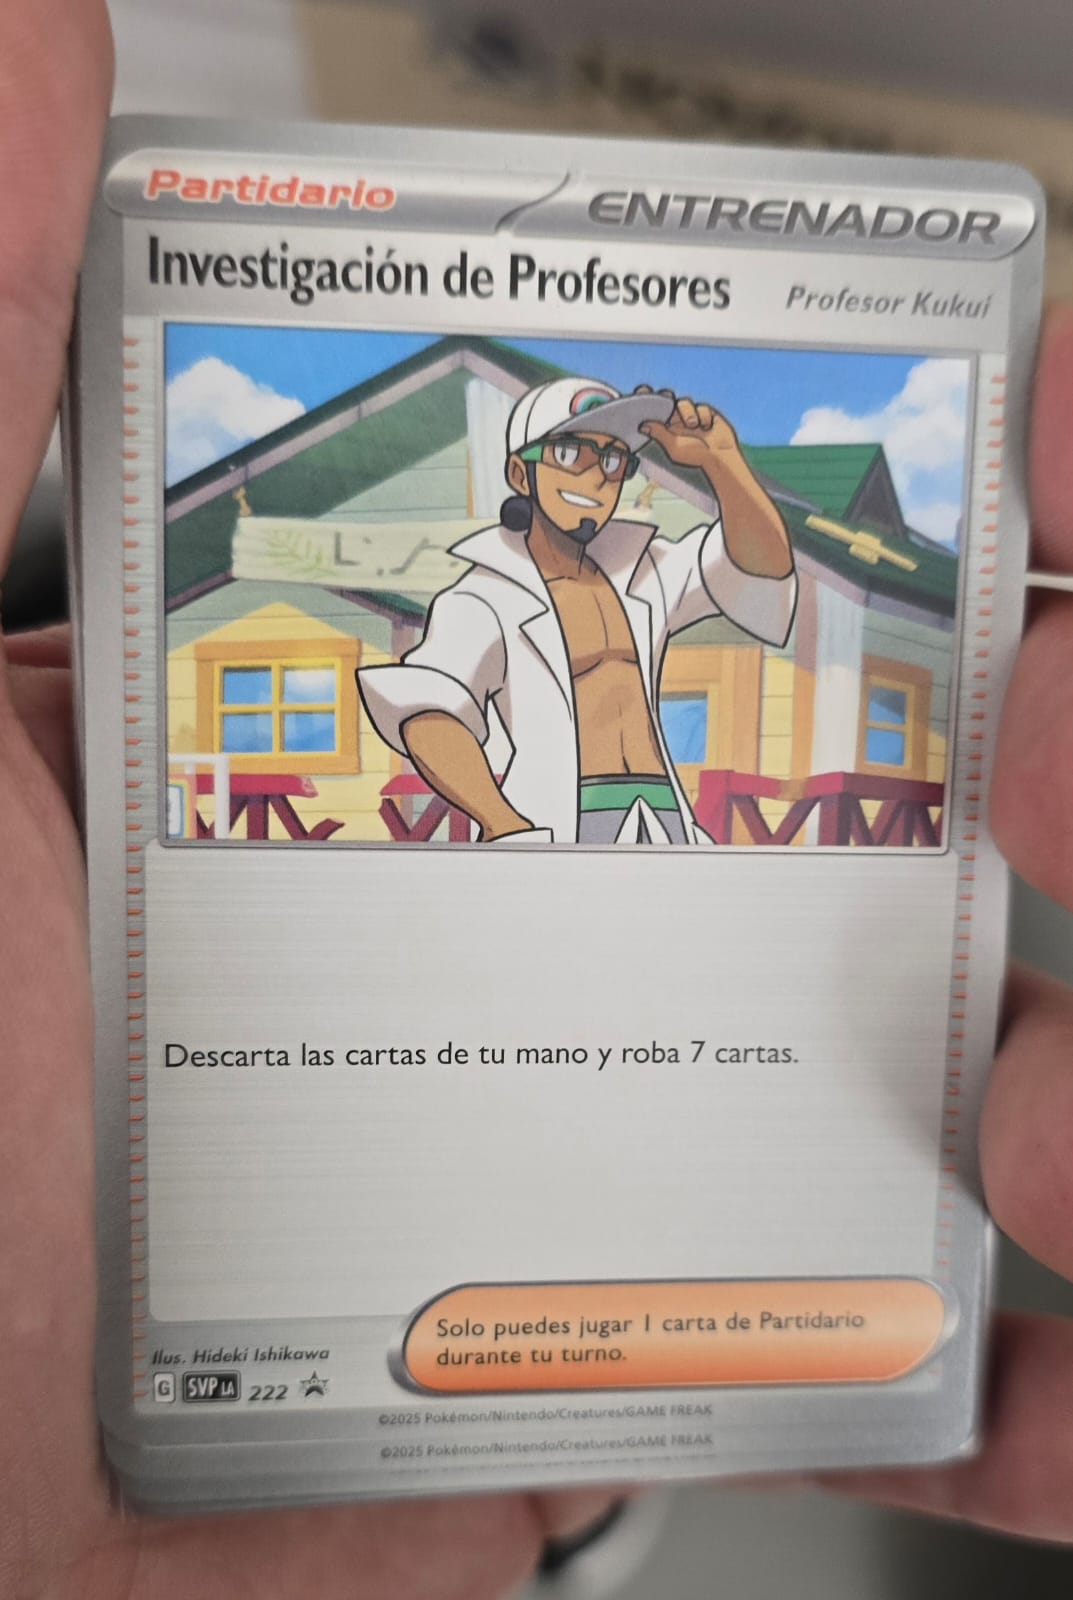 Partidario
ENTRENADOR
Investigación de Profesores
Profesor Kukui
Descarta las cartas de tu mano y roba 7 cartas.
Solo puedes jugar 1 carta de Partidario
durante tu turno.
Ilus. Hideki Ishikawa
G SVP LA 222
©2025 Pokémon/Nintendo/Creatures/GAME FREAK
©2025 Pokémon/Nintendo/Creatures/GAME FREAK